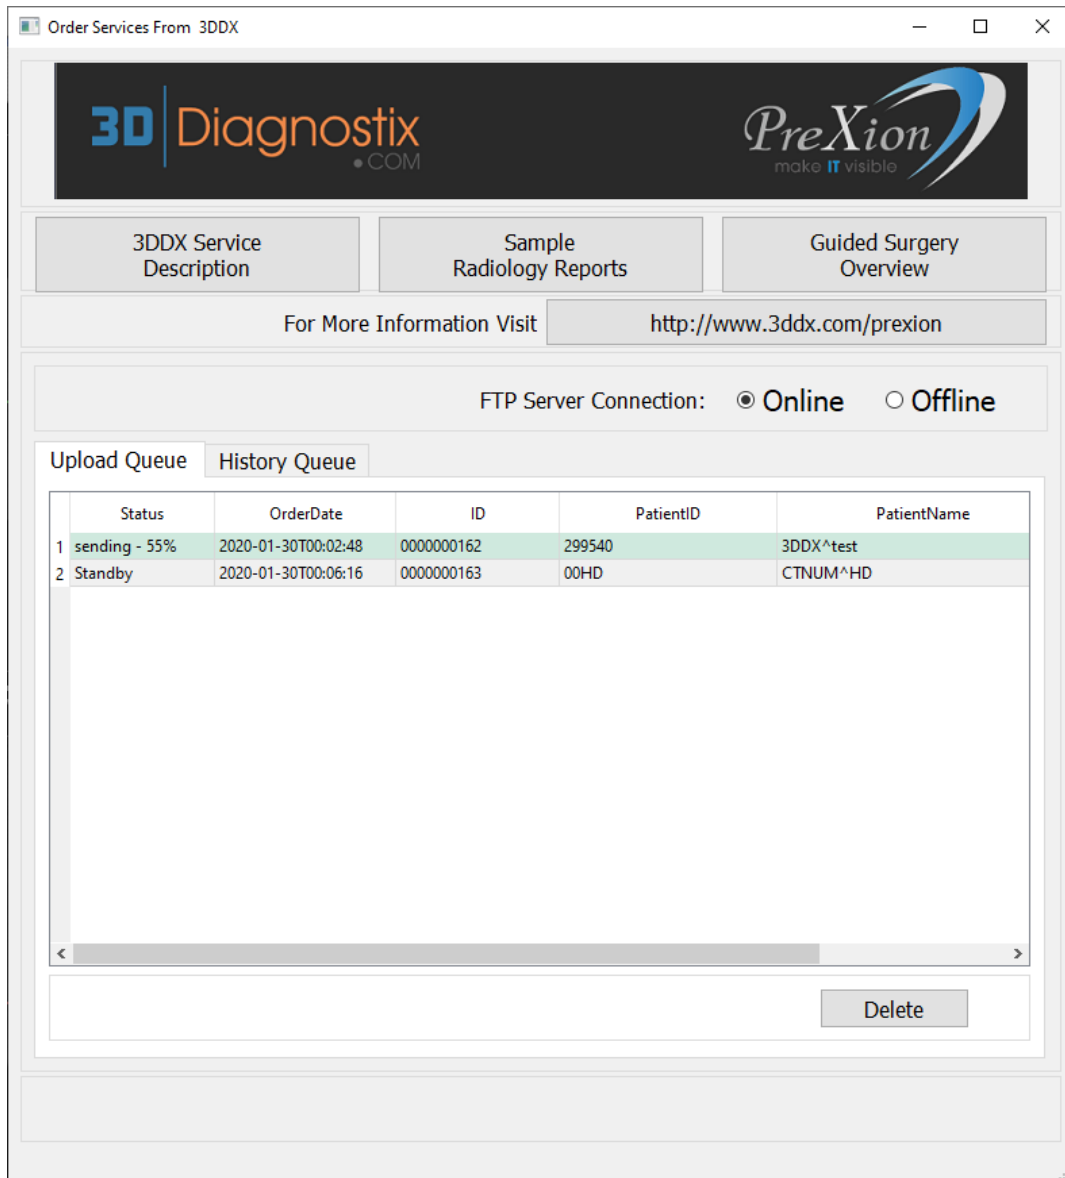 Order Services From 3DDX
3D Diagnostix
.COM
PreXion
make IT visible
3DDX Service
Description
Sample
Radiology Reports
Guided Surgery
Overview
For More Information Visit http://www.3ddx.com/prexion
FTP Server Connection: Online Offline
Upload Queue History Queue
Status OrderDate ID PatientID PatientName
1 sending - 55% 2020-01-30T00:02:48 0000000162 299540 3DDX^test
2 Standby 2020-01-30T00:06:16 0000000163 00HD CTNUM^HD
Delete